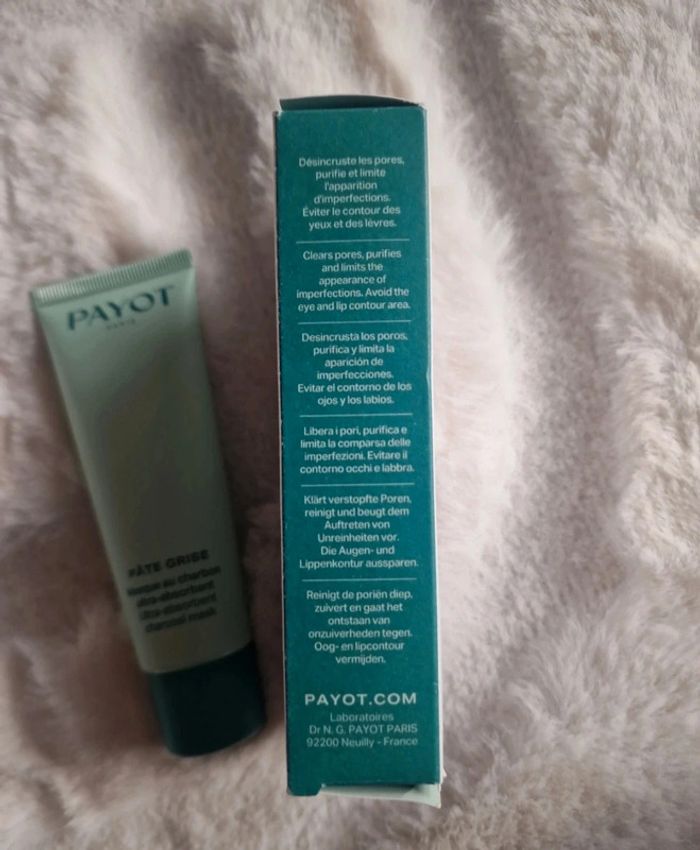 PAYOT
PARIS
PÂTE GRISE
Masque au charbon
ultra-absorbant
ultra-absorbent
charcoal mask
Désincruste les pores,
purifie et limite
l'apparition
d'imperfections.
Éviter le contour des
yeux et des lèvres.
Clears pores, purifies
and limits the
appearance of
imperfections. Avoid the
eye and lip contour area.
Desincrusta los poros,
purifica y limita la
aparición de
imperfecciones.
Evitar el contorno de los
ojos y los labios.
Libera i pori, purifica e
limita la comparsa delle
imperfezioni. Evitare il
contorno occhi e labbra.
Klärt verstopfte Poren,
reinigt und beugt dem
Auftreten von
Unreinheiten vor.
Die Augen- und
Lippenkontur aussparen.
Reinigt de poriën diep,
zuivert en gaat het
ontstaan van
onzuiverheden tegen.
Oog- en lipcontour
vermijden.
PAYOT.COM
Laboratoires
Dr N. G. PAYOT PARIS
92200 Neuilly - France